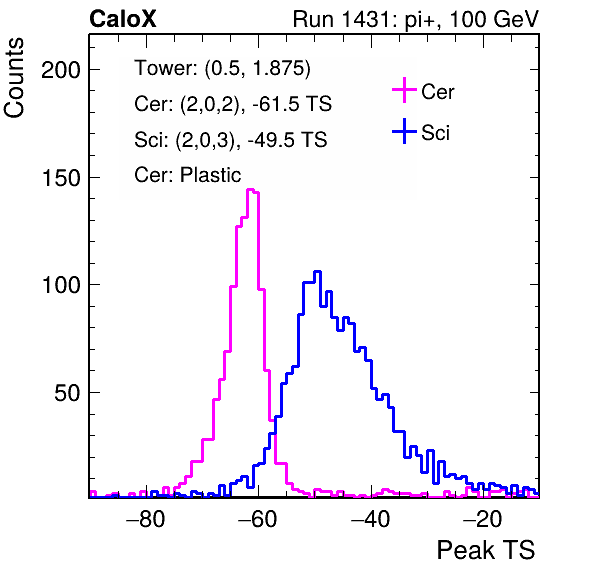 CaloX Run 1431: pi+, 100 GeV
Counts
Tower: (0.5, 1.875)
Cer: (2,0,2), -61.5 TS
Sci: (2,0,3), -49.5 TS
Cer: Plastic
Cer
Sci
200
150
100
50
−80 −60 −40 −20
Peak TS